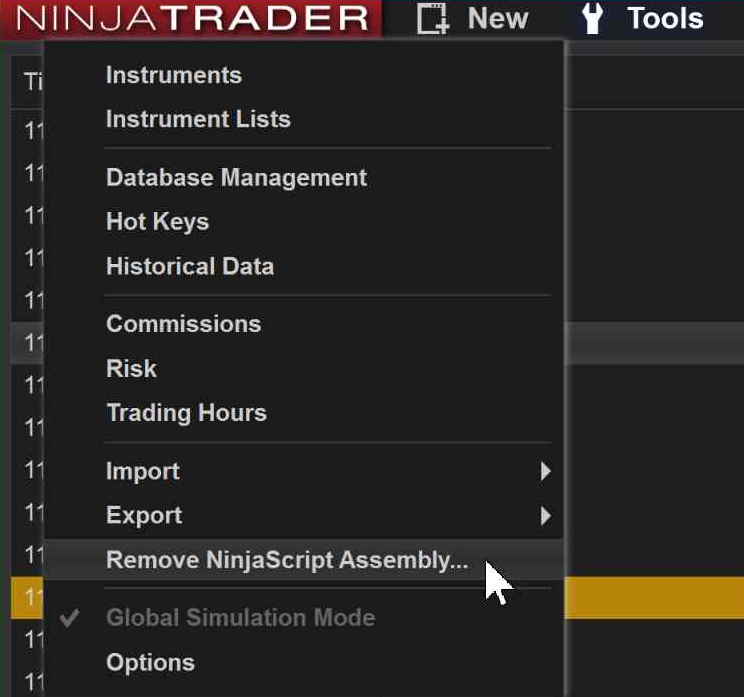 NINJATRADER New Tools
Ti
Instruments
11
Instrument Lists
11
Database Management
11
Hot Keys
11
Historical Data
11
Commissions
11
Risk
11
Trading Hours
11
Import
11
Export
11
Remove NinjaScript Assembly...
11
Global Simulation Mode
11
Options
11